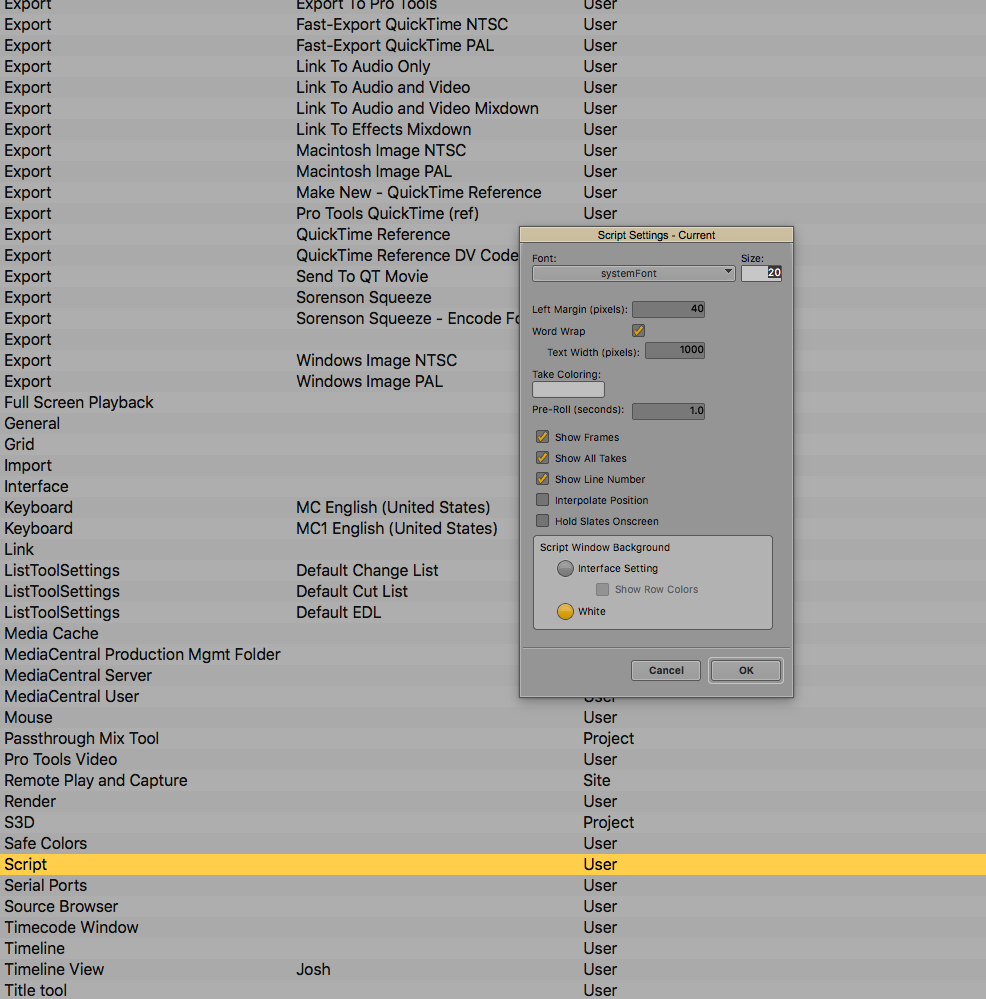 Export Export To Pro Tools User
Export Fast-Export QuickTime NTSC User
Export Fast-Export QuickTime PAL User
Export Link To Audio Only User
Export Link To Audio and Video User
Export Link To Audio and Video Mixdown User
Export Link To Effects Mixdown User
Export Macintosh Image NTSC User
Export Macintosh Image PAL User
Export Make New - QuickTime Reference User
Export Pro Tools QuickTime (ref) User
Export QuickTime Reference
Export QuickTime Reference DV Code
Export Send To QT Movie
Export Sorenson Squeeze
Export Sorenson Squeeze - Encode Fo
Export
Export Windows Image NTSC
Export Windows Image PAL
Full Screen Playback
General
Grid
Import
Interface
Keyboard MC English (United States)
Keyboard MC1 English (United States)
Link
ListToolSettings Default Change List
ListToolSettings Default Cut List
ListToolSettings Default EDL
Media Cache
MediaCentral Production Mgmt Folder
MediaCentral Server
MediaCentral User User
Mouse User
Passthrough Mix Tool Project
Pro Tools Video User
Remote Play and Capture Site
Render User
S3D Project
Safe Colors User
Script User
Serial Ports User
Source Browser User
Timecode Window User
Timeline User
Timeline View Josh User
Title tool User
Script Settings - Current
Font: Size:
systemFont 20
Left Margin (pixels): 40
Word Wrap
Text Width (pixels): 1000
Take Coloring:
Pre-Roll (seconds): 1.0
Show Frames
Show All Takes
Show Line Number
Interpolate Position
Hold Slates Onscreen
Script Window Background
Interface Setting
Show Row Colors
White
Cancel OK